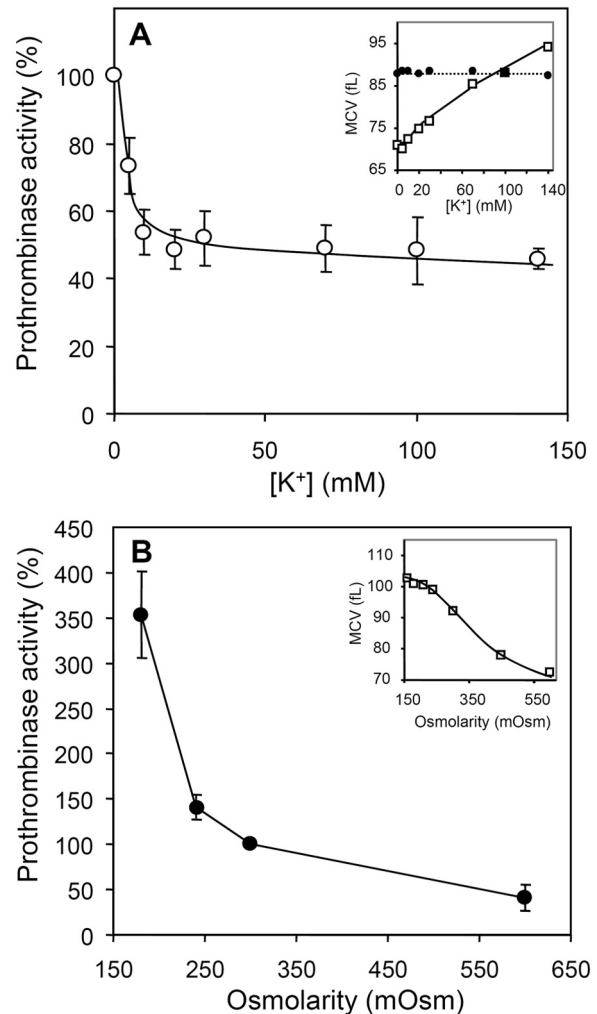 A
Prothrombinase activity (%)
100
80
60
40
20
0
0 50 100 150
[K⁺] (mM)
MCV (fL)
95
85
75
65
0 20 60 100 140
[K⁺] (mM)
B
Prothrombinase activity (%)
450
400
350
300
250
200
150
100
50
0
150 250 350 450 550 650
Osmolarity (mOsm)
MCV (fL)
110
100
90
80
70
150 350 550
Osmolarity (mOsm)